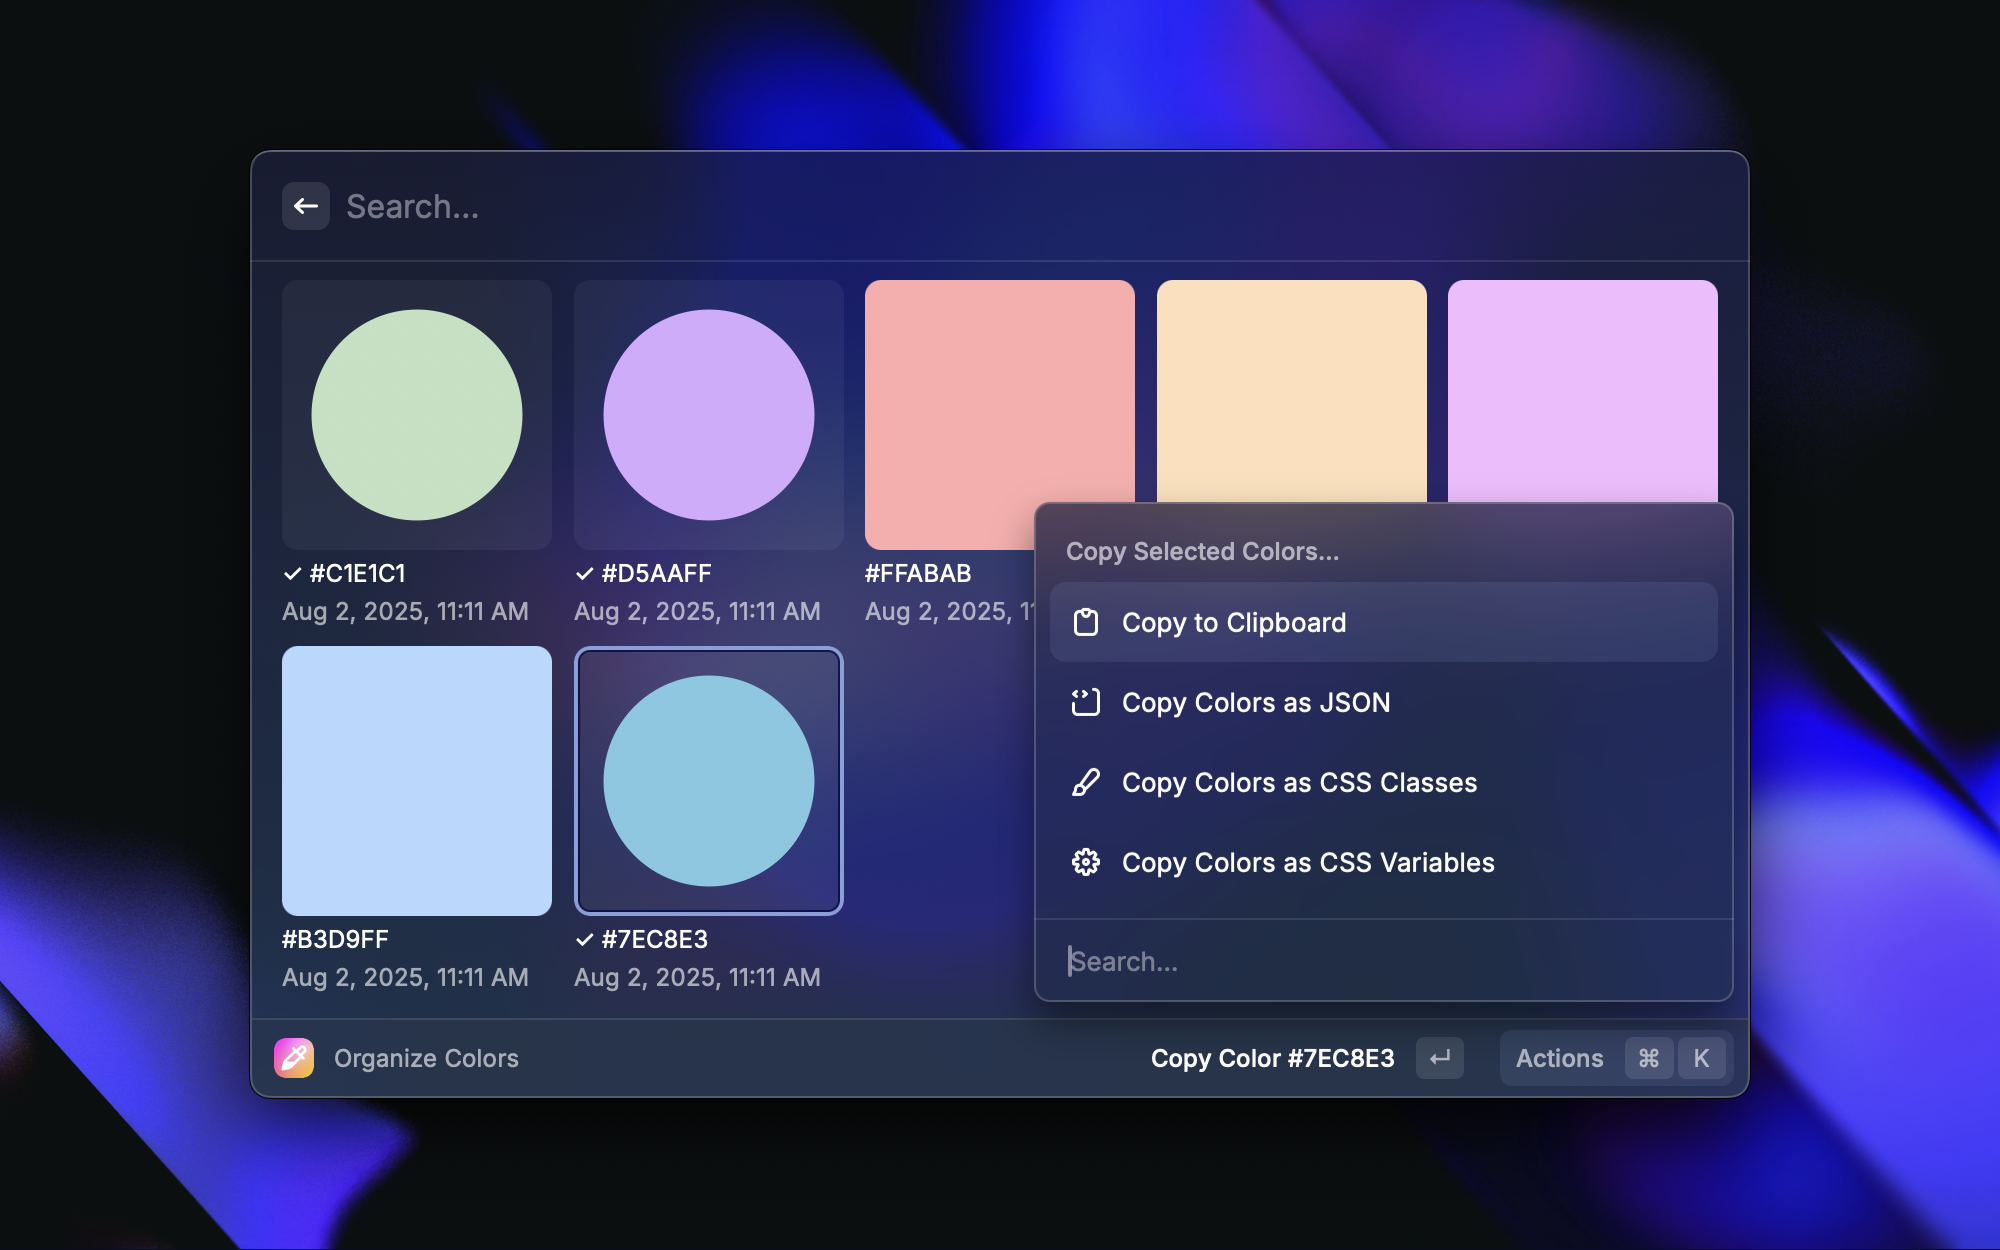 Search...
✓ #C1E1C1
Aug 2, 2025, 11:11 AM
✓ #D5AAFF
Aug 2, 2025, 11:11 AM
#FFABAB
Aug 2, 2025,
#B3D9FF
Aug 2, 2025, 11:11 AM
✓ #7EC8E3
Aug 2, 2025, 11:11 AM
Copy Selected Colors...
Copy to Clipboard
Copy Colors as JSON
Copy Colors as CSS Classes
Copy Colors as CSS Variables
Search...
Organize Colors
Copy Color #7EC8E3
Actions ⌘ K